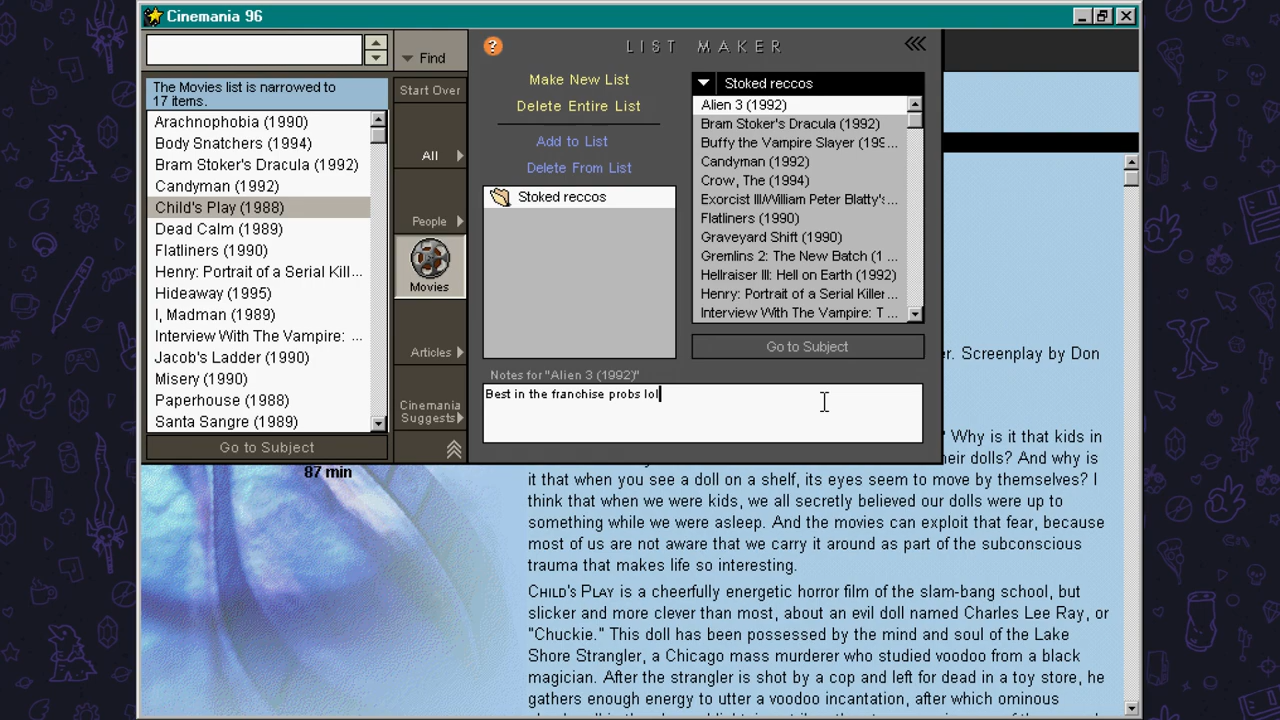 Cinemania 96
Find
The Movies list is narrowed to
17 items.
Arachnophobia (1990)
Body Snatchers (1994)
Bram Stoker's Dracula (1992)
Candyman (1992)
Child's Play (1988)
Dead Calm (1989)
Flatliners (1990)
Henry: Portrait of a Serial Kill...
Hideaway (1995)
I, Madman (1989)
Interview With The Vampire: ...
Jacob's Ladder (1990)
Misery (1990)
Paperhouse (1988)
Santa Sangre (1989)
Go to Subject
Start Over
All
People
Movies
Articles
Cinemania
Suggests
?
LIST MAKER
Make New List
Delete Entire List
Add to List
Delete From List
Stoked reccos
Stoked reccos
Alien 3 (1992)
Bram Stoker's Dracula (1992)
Buffy the Vampire Slayer (199...
Candyman (1992)
Crow, The (1994)
Exorcist III/William Peter Blatty's...
Flatliners (1990)
Graveyard Shift (1990)
Gremlins 2: The New Batch (1 ...
Hellraiser III: Hell on Earth (1992)
Henry: Portrait of a Serial Killer ...
Interview With The Vampire: T ...
Go to Subject
Notes for "Alien 3 (1992)"
Best in the franchise probs lol
87 min
r. Screenplay by Don
? Why is it that kids in
heir dolls? And why is
it that when you see a doll on a shelf, its eyes seem to move by themselves? I
think that when we were kids, we all secretly believed our dolls were up to
something while we were asleep. And the movies can exploit that fear, because
most of us are not aware that we carry it around as part of the subconscious
trauma that makes life so interesting.
CHILD'S PLAY is a cheerfully energetic horror film of the slam-bang school, but
slicker and more clever than most, about an evil doll named Charles Lee Ray, or
"Chuckie." This doll has been possessed by the mind and soul of the Lake
Shore Strangler, a Chicago mass murderer who studied voodoo from a black
magician. After the strangler is shot by a cop and left for dead in a toy store, he
gathers enough energy to utter a voodoo incantation, after which ominous